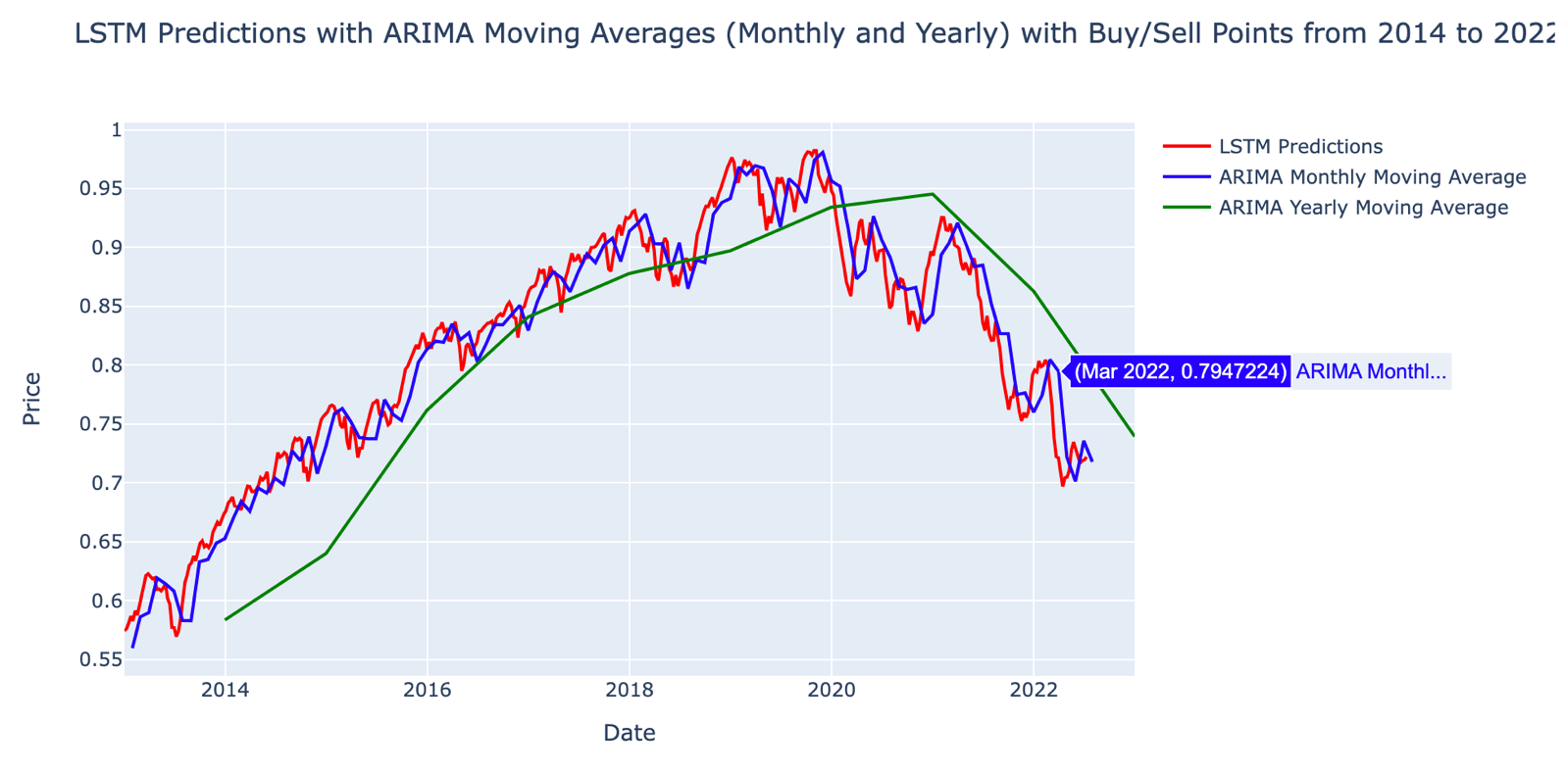 LSTM Predictions with ARIMA Moving Averages (Monthly and Yearly) with Buy/Sell Points from 2014 to 2022
LSTM Predictions
ARIMA Monthly Moving Average
ARIMA Yearly Moving Average
1
0.95
0.9
0.85
0.8
0.75
0.7
0.65
0.6
0.55
Price
(Mar 2022, 0.7947224) ARIMA Monthl...
2014 2016 2018 2020 2022
Date